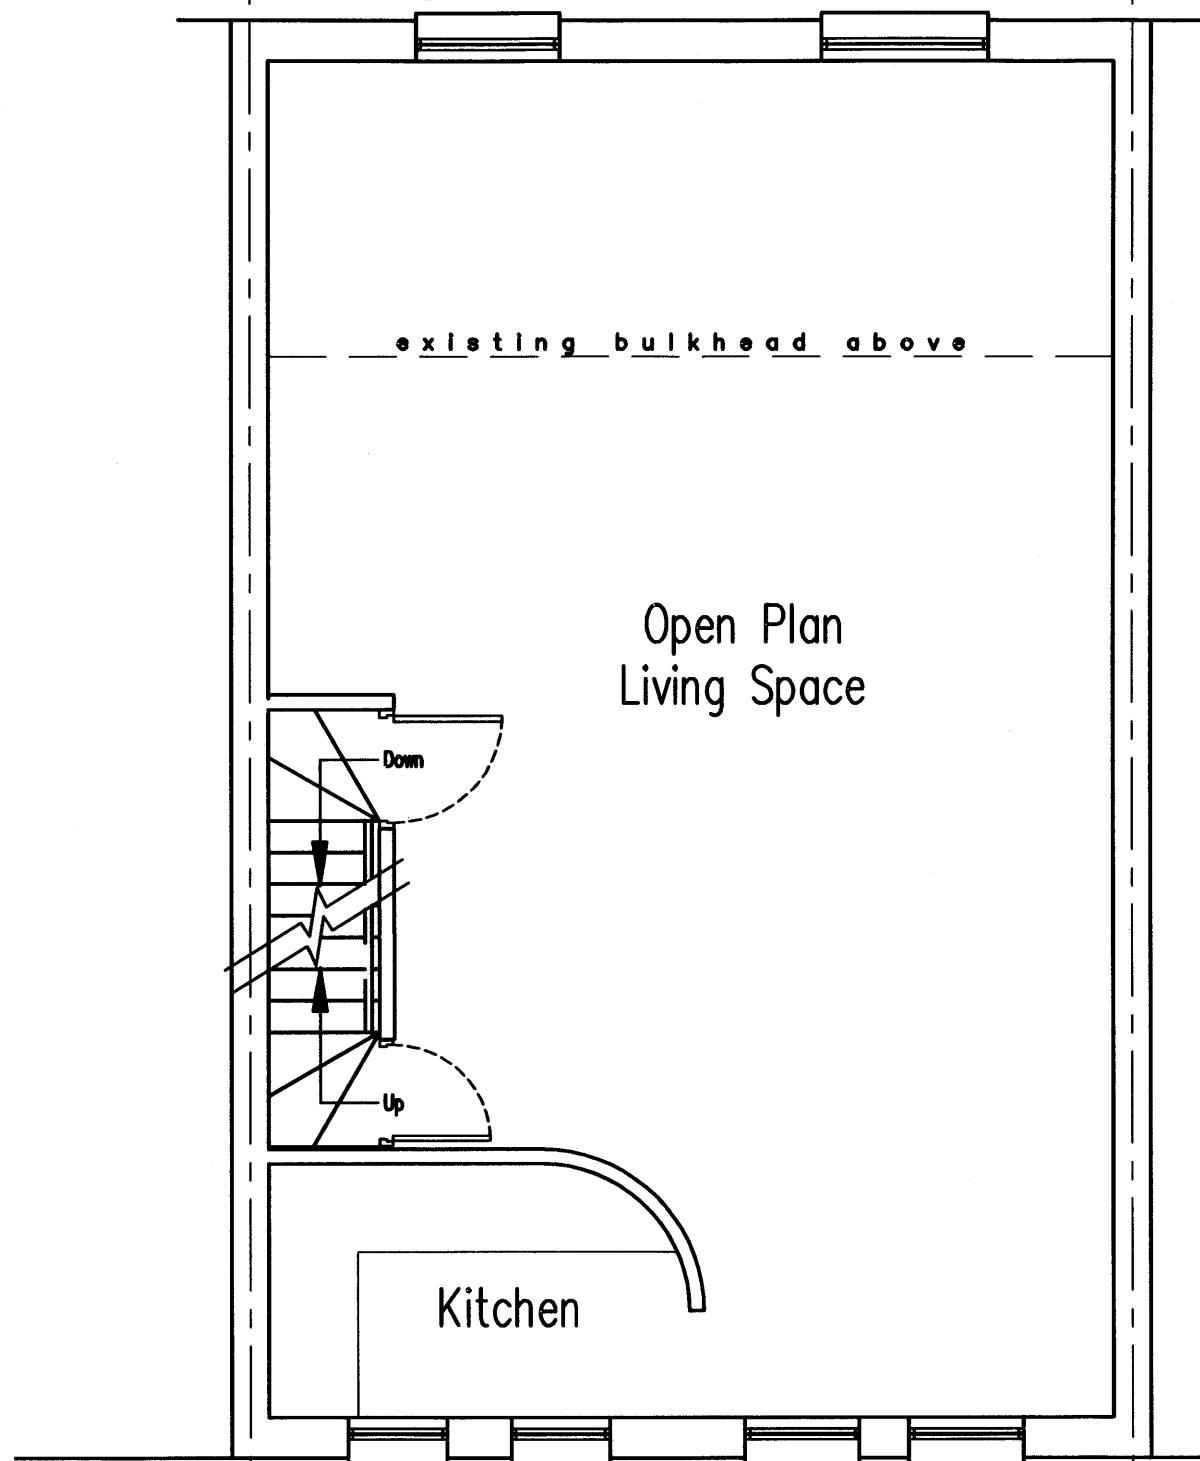 existing bulkhead above
Open Plan
Living Space
Down
Up
Kitchen